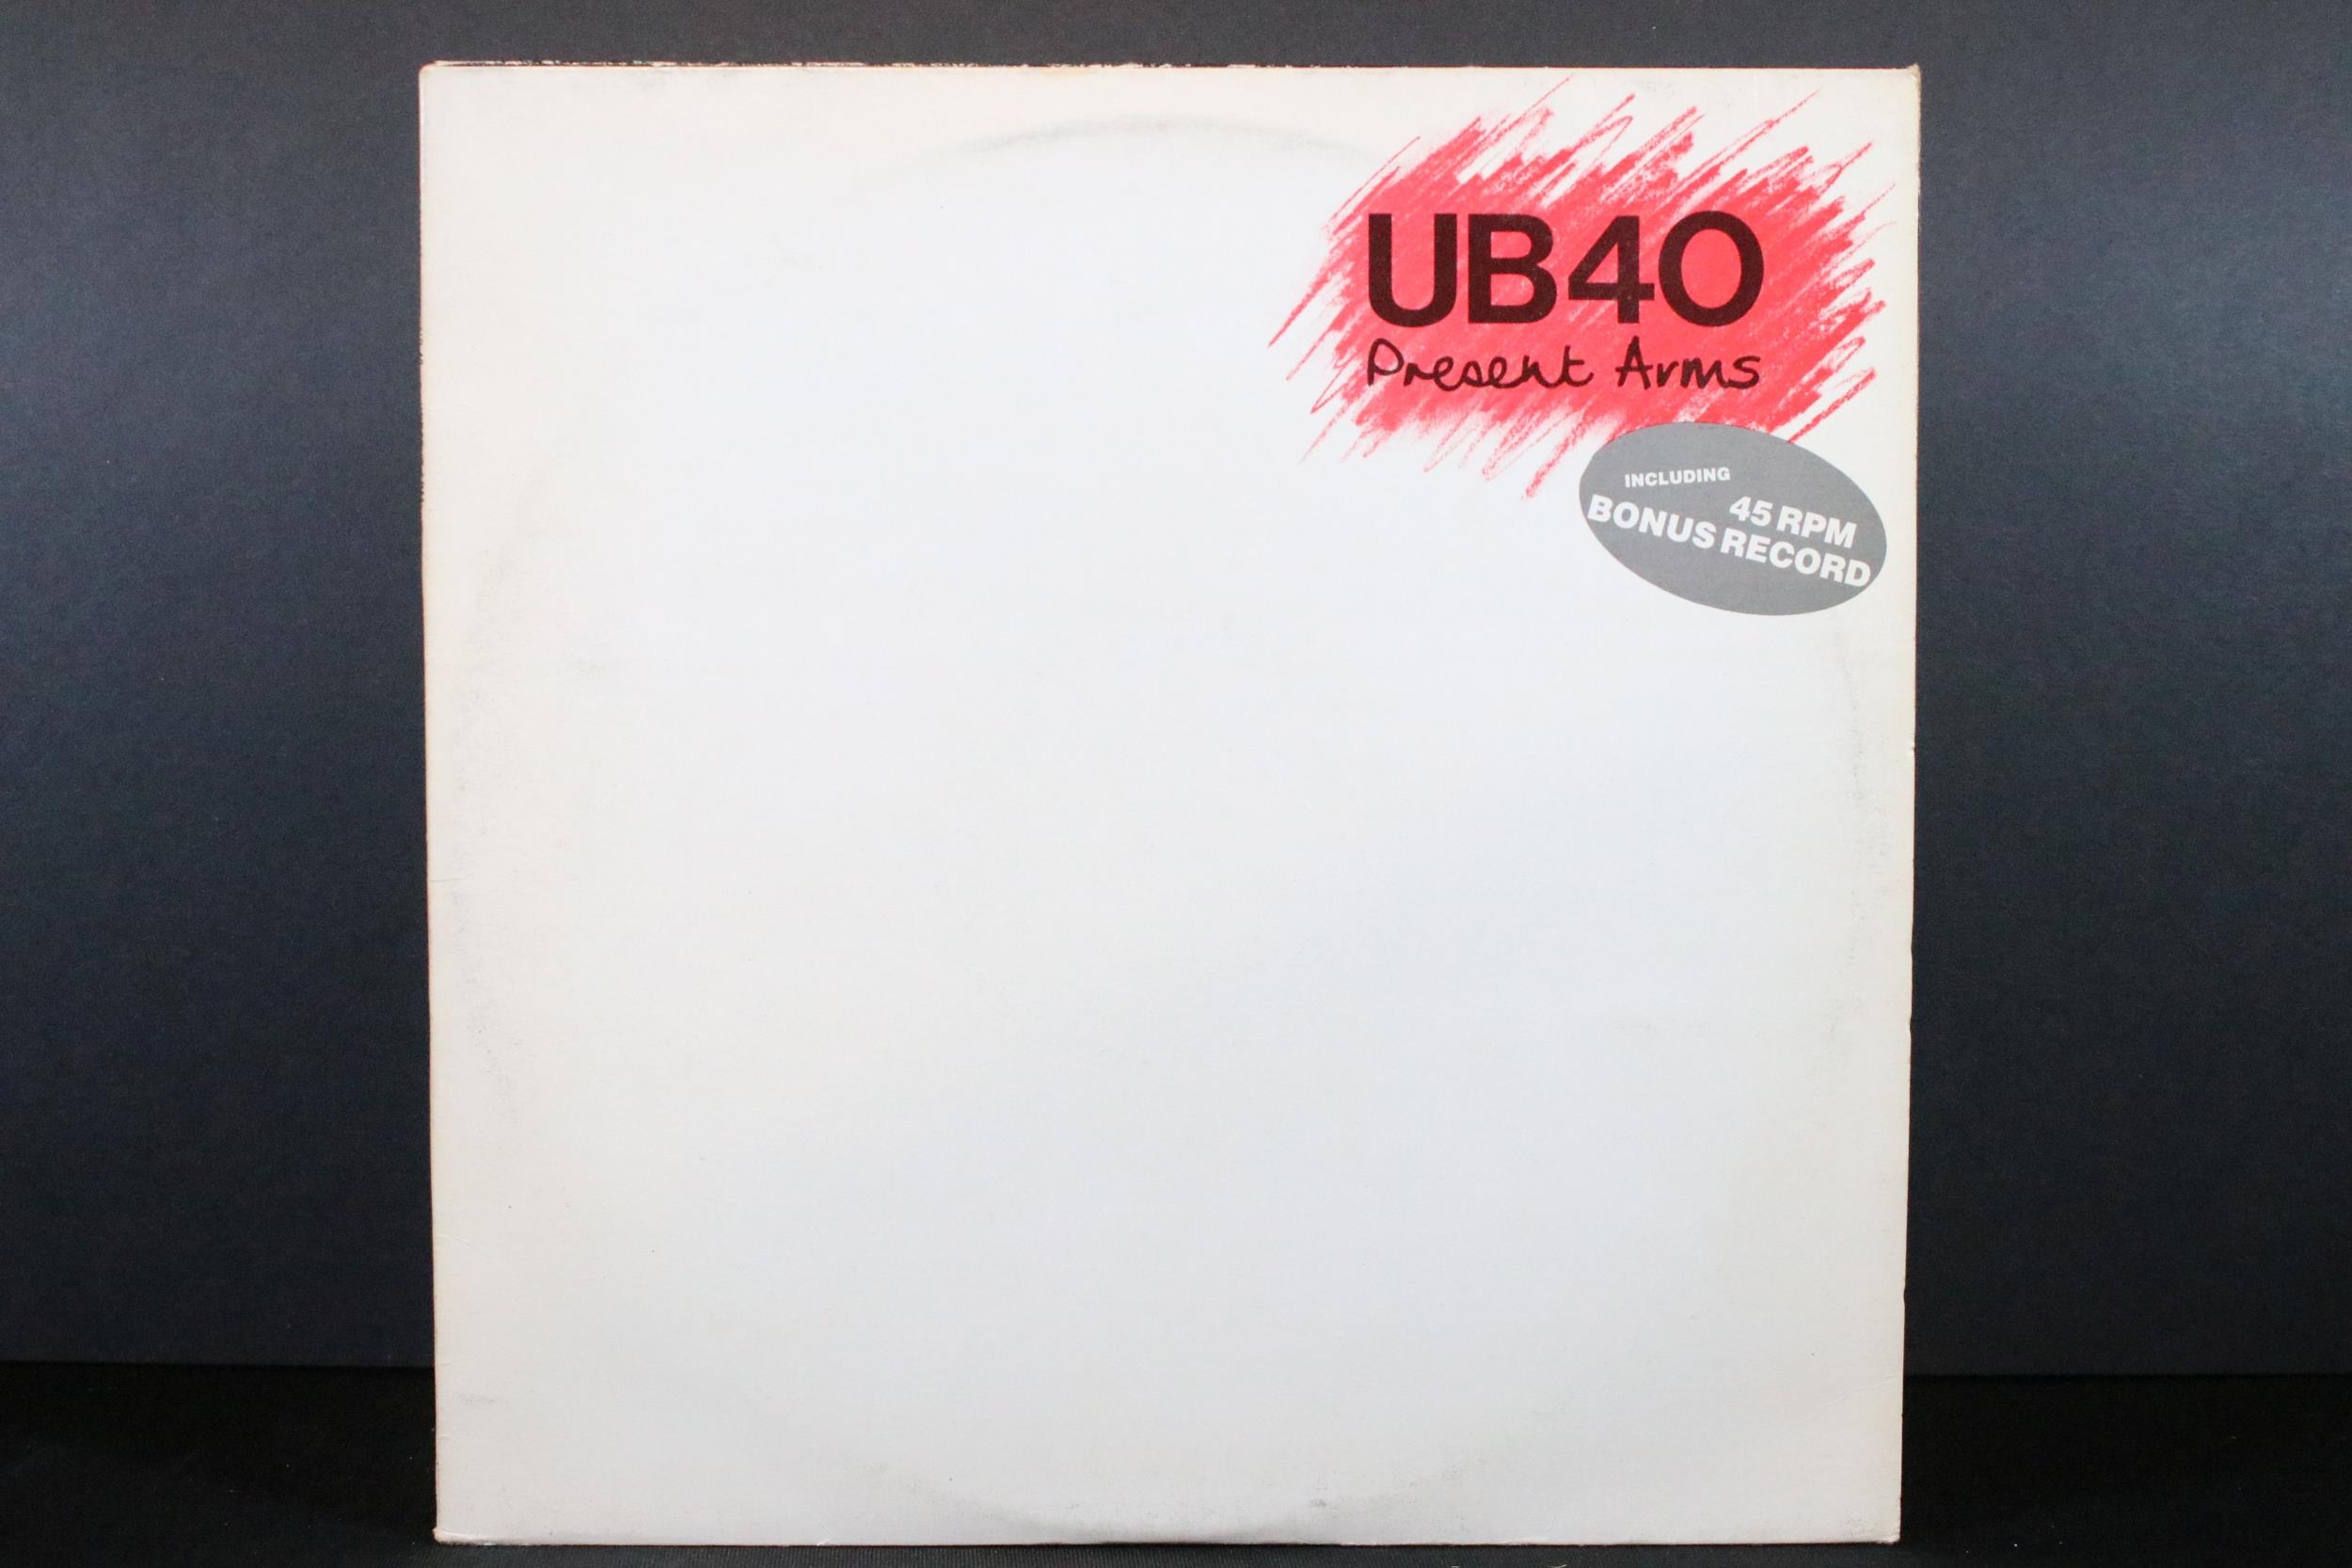 UB40
Present Arms
INCLUDING
45 RPM
BONUS RECORD